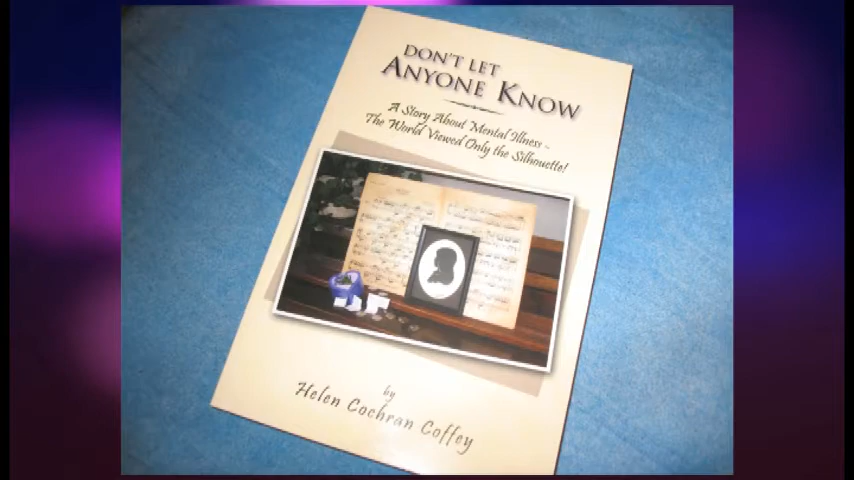 DON'T LET
ANYONE KNOW
A Story About Mental Illness ~
The World Viewed Only the Silhouette!
by
Helen Cochran Coffey